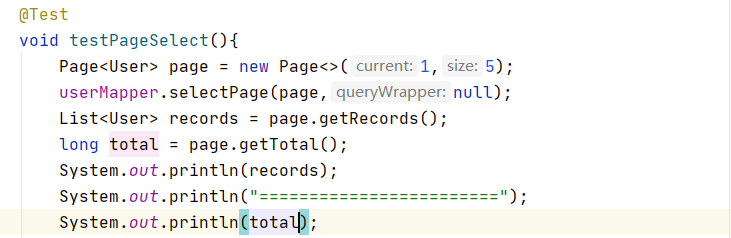 @Test
void testPageSelect(){
Page<User> page = new Page<>( current: 1, size: 5);
userMapper.selectPage(page, queryWrapper: null);
List<User> records = page.getRecords();
long total = page.getTotal();
System.out.println(records);
System.out.println("========================");
System.out.println(total);